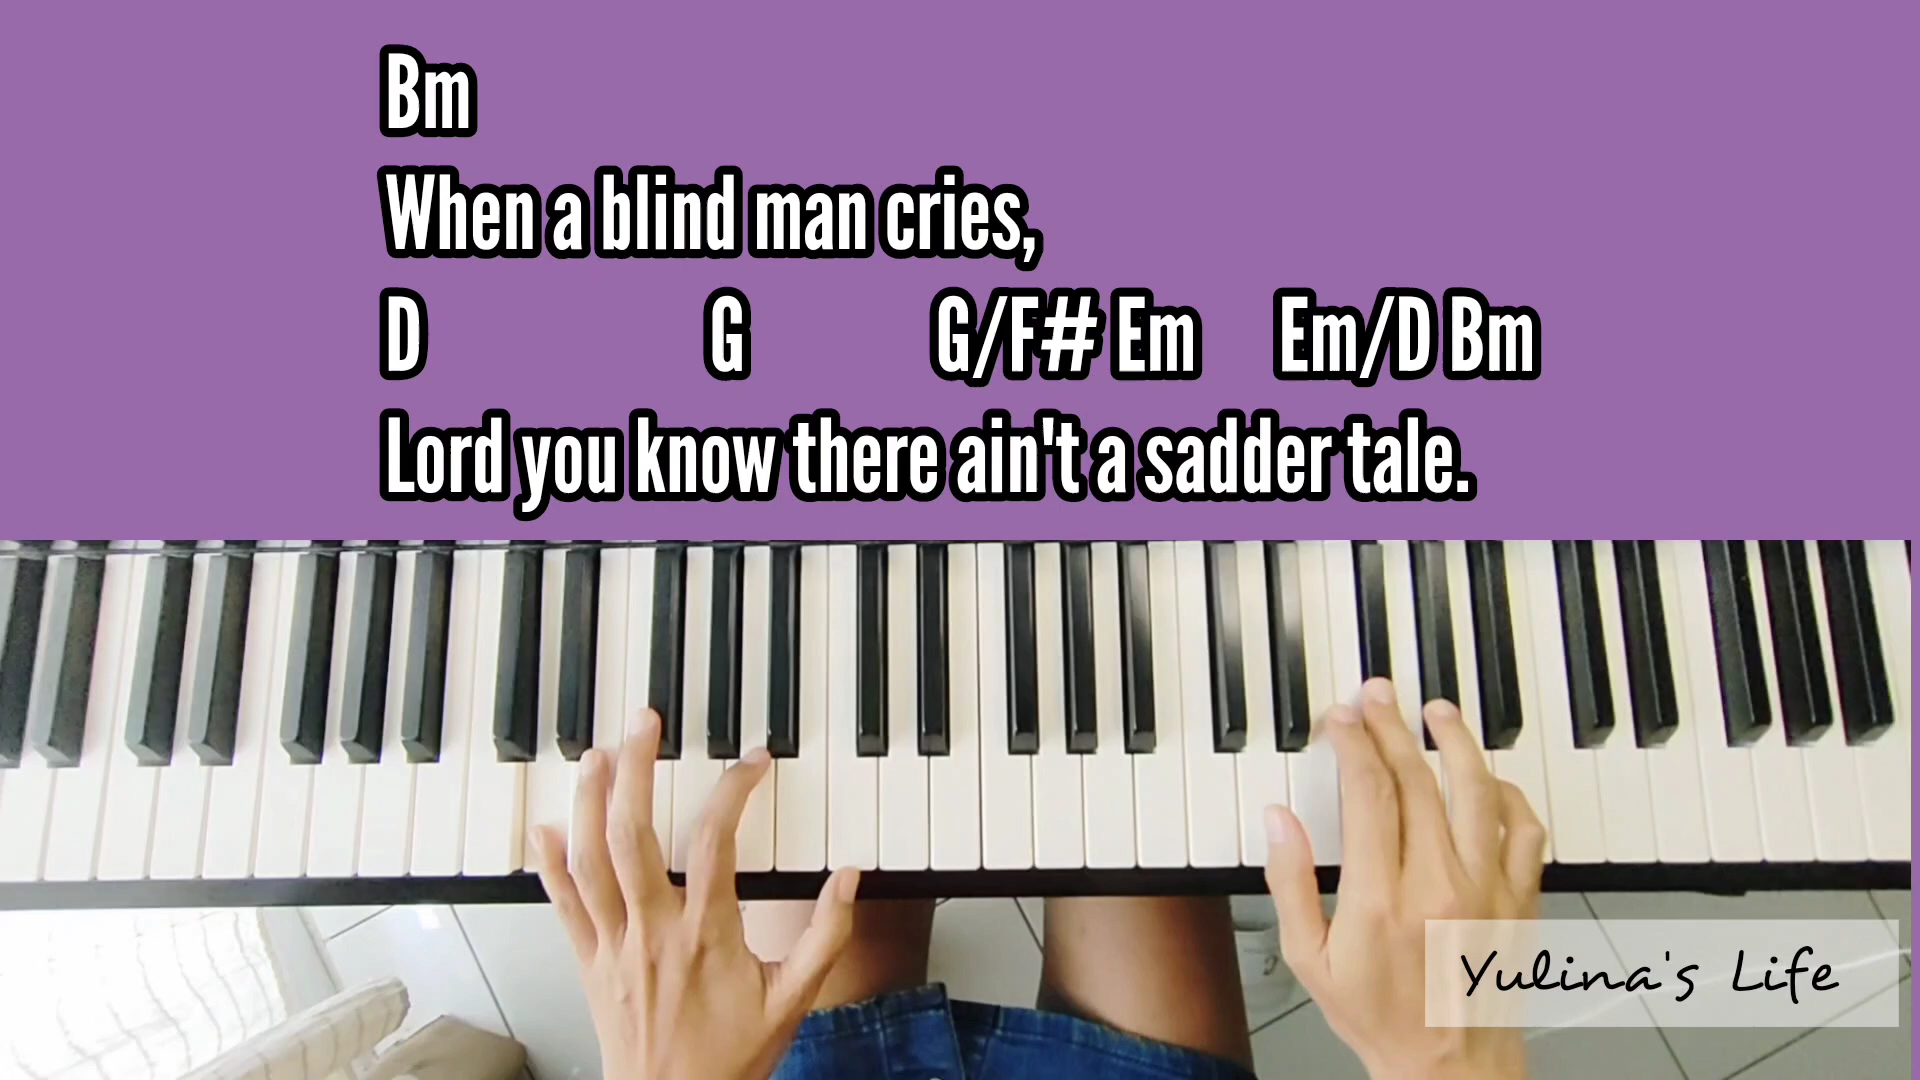 Bm
When a blind man cries,
D G G/F# Em Em/D Bm
Lord you know there ain't a sadder tale.
Yulina's Life